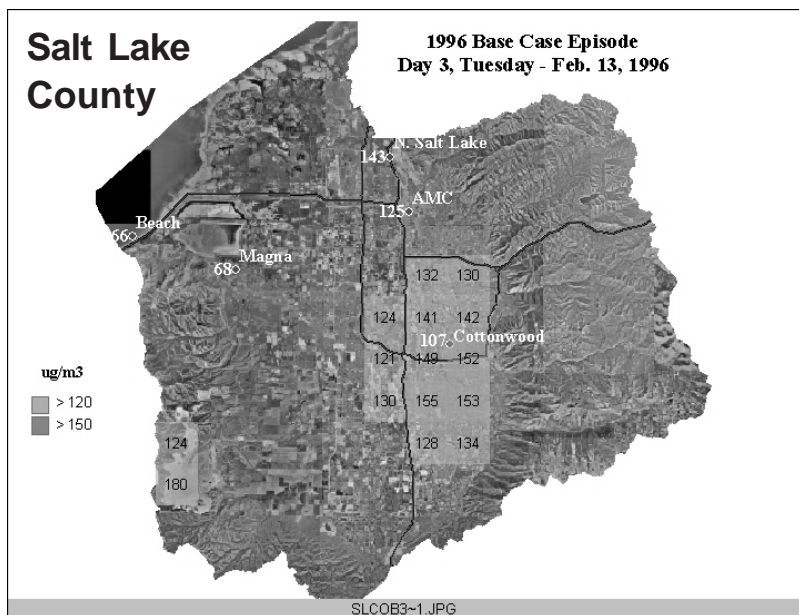 Salt Lake
County
1996 Base Case Episode
Day 3, Tuesday - Feb. 13, 1996
N. Salt Lake
143
AMC
125
Beach
66
Magna
68
132 130
124 141 142
107 Cottonwood
121 149 152
130 155 153
124 128 134
180
ug/m3
> 120
> 150
SLCOB3~1.JPG